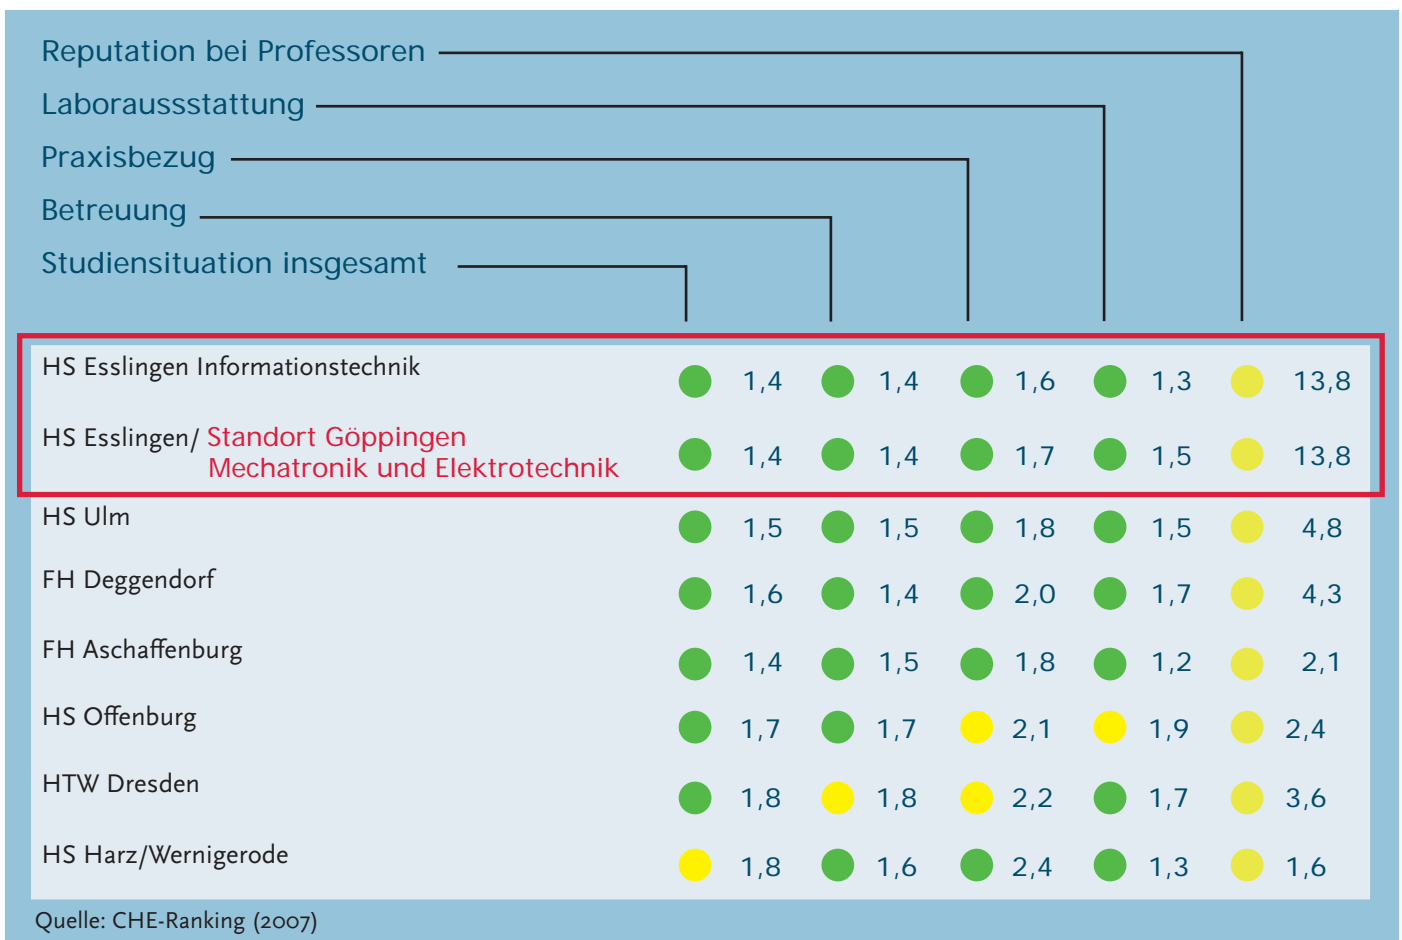 Reputation bei Professoren
Laborausssstattung
Praxisbezug
Betreuung
Studiensituation insgesamt
HS Esslingen Informationstechnik 1,4 1,4 1,6 1,3 13,8
HS Esslingen/ Standort Göppingen
Mechatronik und Elektrotechnik 1,4 1,4 1,7 1,5 13,8
HS Ulm 1,5 1,5 1,8 1,5 4,8
FH Deggendorf 1,6 1,4 2,0 1,7 4,3
FH Aschaffenburg 1,4 1,5 1,8 1,2 2,1
HS Offenburg 1,7 1,7 2,1 1,9 2,4
HTW Dresden 1,8 1,8 2,2 1,7 3,6
HS Harz/Wernigerode 1,8 1,6 2,4 1,3 1,6
Quelle: CHE-Ranking (2007)